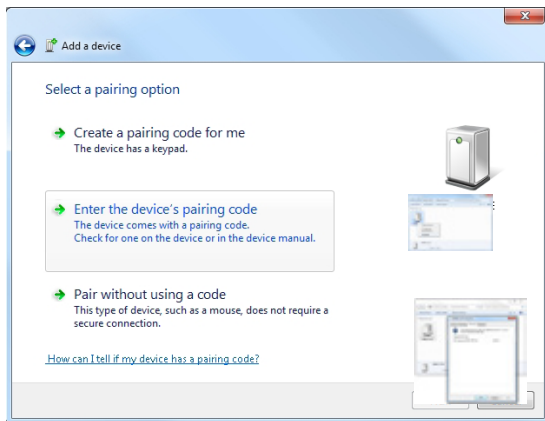 Add a device
Select a pairing option
Create a pairing code for me
The device has a keypad.
Enter the device's pairing code
The device comes with a pairing code.
Check for one on the device or in the device manual.
Pair without using a code
This type of device, such as a mouse, does not require a
secure connection.
How can I tell if my device has a pairing code?